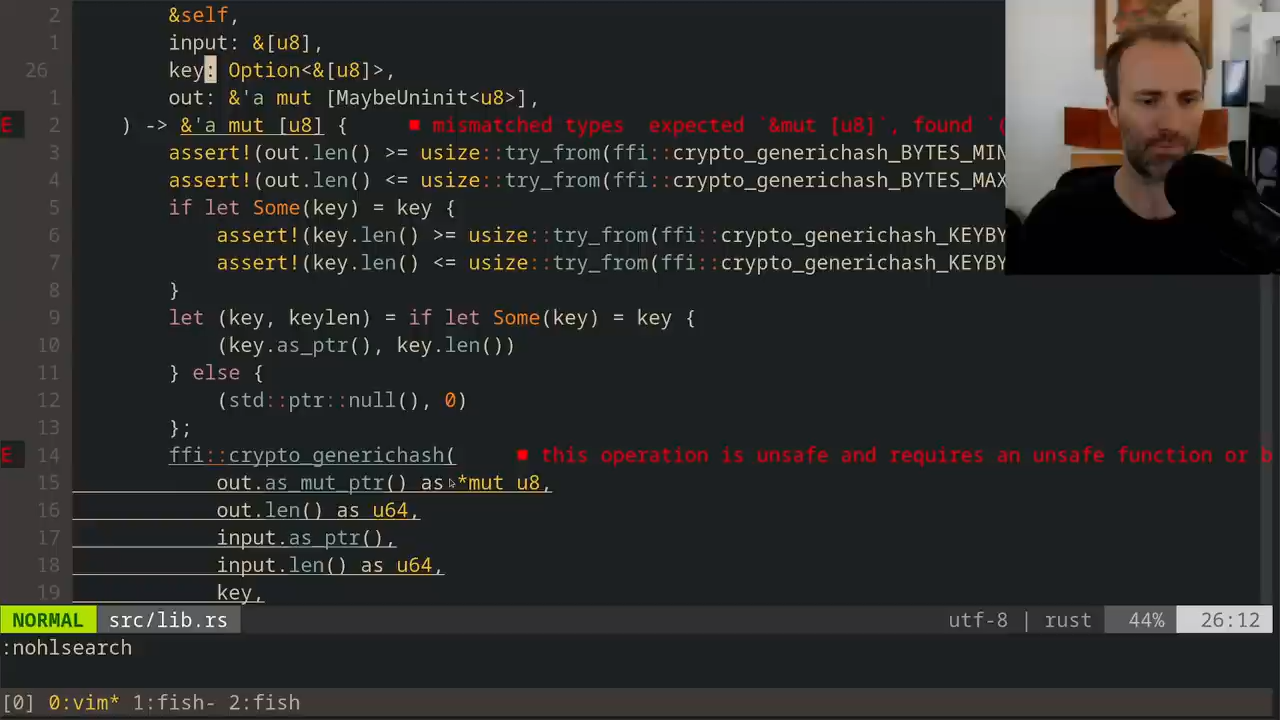 2 &self,
1 input: &[u8],
26 key: Option<&[u8]>,
1 out: &'a mut [MaybeUninit<u8>],
E 2 ) -> &'a mut [u8] { ■ mismatched types expected `&mut [u8]`, found `(
3 assert!(out.len() >= usize::try_from(ffi::crypto_generichash_BYTES_MIN
4 assert!(out.len() <= usize::try_from(ffi::crypto_generichash_BYTES_MAX
5 if let Some(key) = key {
6 assert!(key.len() >= usize::try_from(ffi::crypto_generichash_KEYBY
7 assert!(key.len() <= usize::try_from(ffi::crypto_generichash_KEYBY
8 }
9 let (key, keylen) = if let Some(key) = key {
10 (key.as_ptr(), key.len())
11 } else {
12 (std::ptr::null(), 0)
13 };
E 14 ffi::crypto_generichash( ■ this operation is unsafe and requires an unsafe function or b
15 out.as_mut_ptr() as *mut u8,
16 out.len() as u64,
17 input.as_ptr(),
18 input.len() as u64,
19 key,
NORMAL src/lib.rs utf-8 | rust 44% 26:12
:nohlsearch
[0] 0:vim* 1:fish- 2:fish